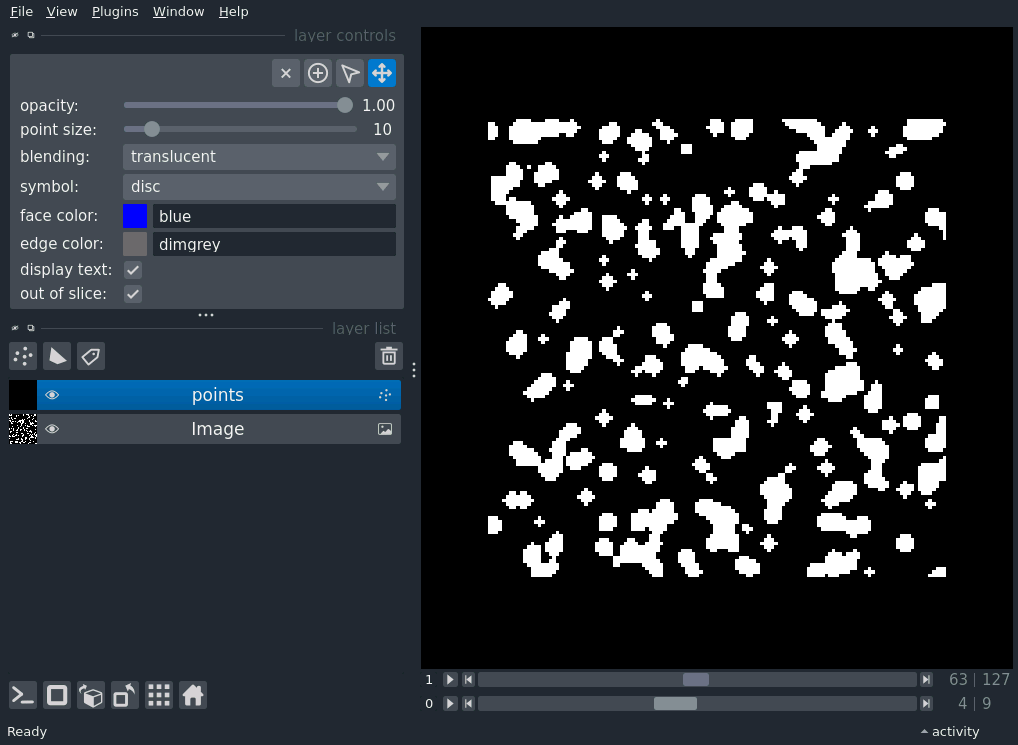 File View Plugins Window Help
layer controls
opacity: 1.00
point size: 10
blending: translucent
symbol: disc
face color: blue
edge color: dimgrey
display text:
out of slice:
layer list
points
Image
1 63 | 127
0 4 | 9
Ready activity